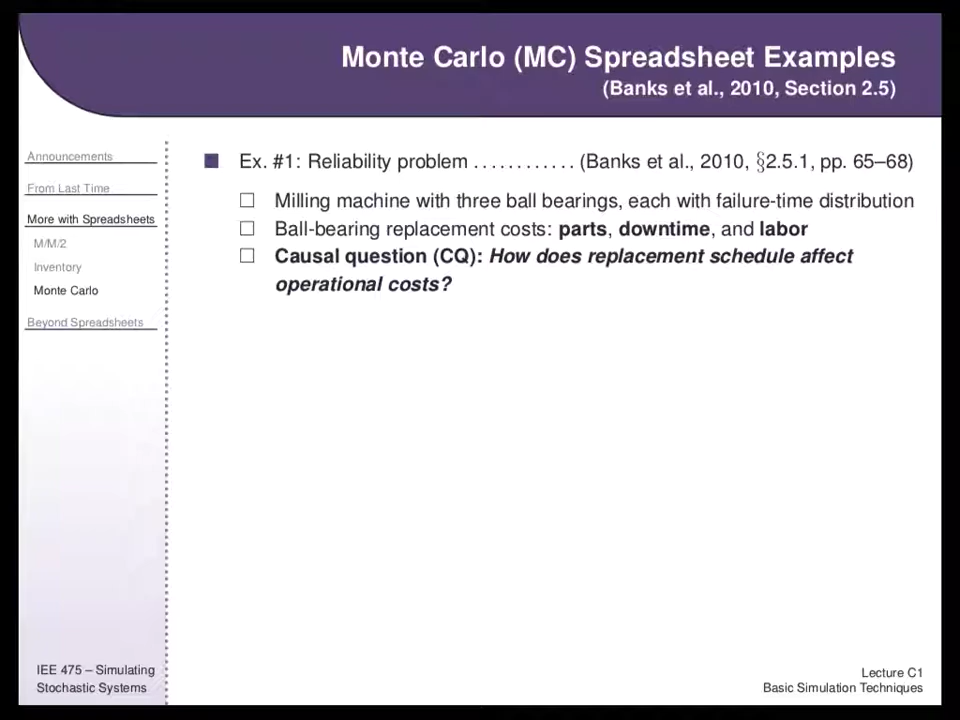 Monte Carlo (MC) Spreadsheet Examples
(Banks et al., 2010, Section 2.5)
Announcements
From Last Time
More with Spreadsheets
M/M/2
Inventory
Monte Carlo
Beyond Spreadsheets
Ex. #1: Reliability problem . . . . . . . . . . . . (Banks et al., 2010, §2.5.1, pp. 65–68)
Milling machine with three ball bearings, each with failure-time distribution
Ball-bearing replacement costs: parts, downtime, and labor
Causal question (CQ): How does replacement schedule affect
operational costs?
IEE 475 – Simulating
Stochastic Systems
Lecture C1
Basic Simulation Techniques